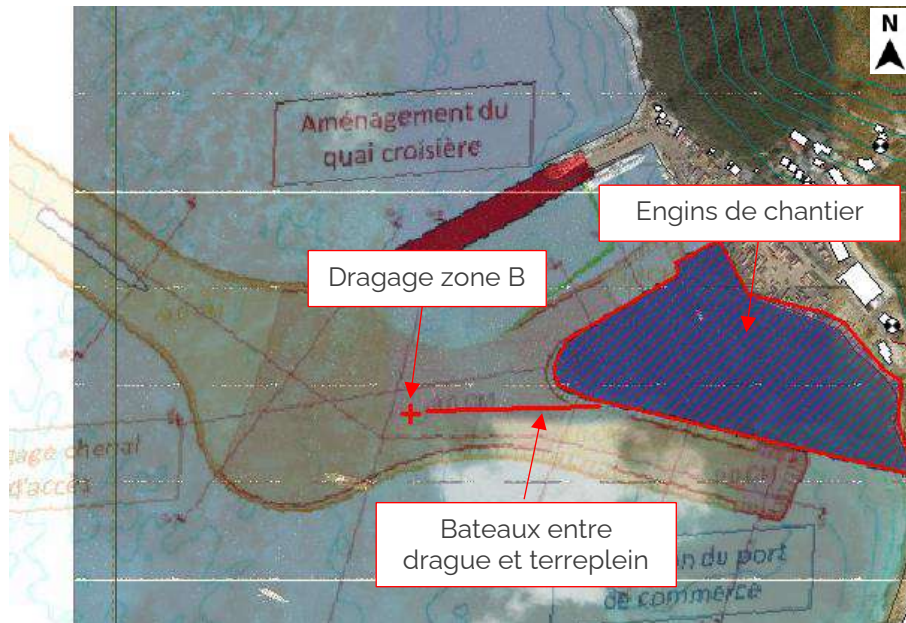 N
Aménagement du
quai croisière
Engins de chantier
Dragage zone B
chenal
d'accès
Bateaux entre
drague et terreplein
du port
de commerce